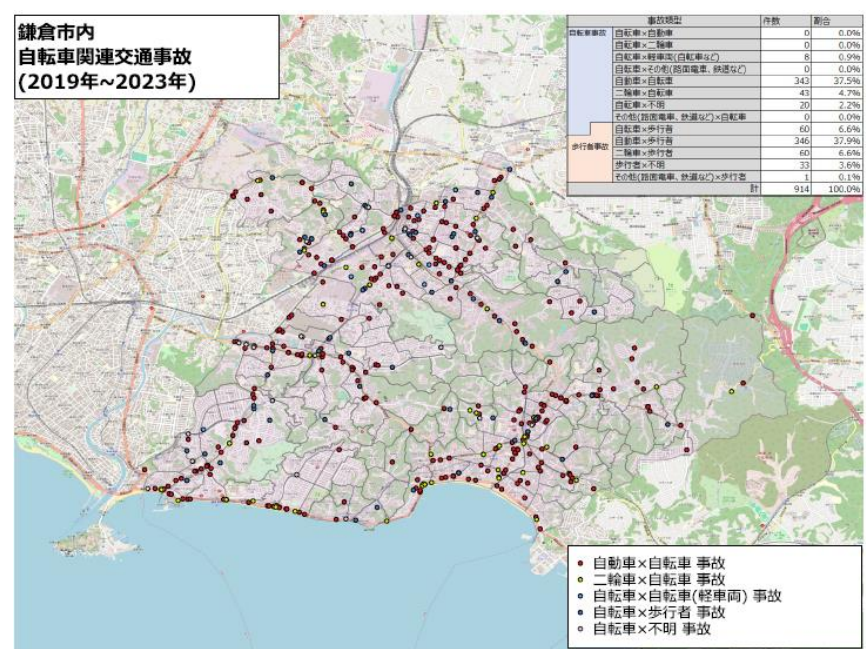 鎌倉市内
自転車関連交通事故
(2019年~2023年)
事故類型 件数 割合
自転車事故 自転車×自動車 0 0.0%
自転車×二輪車 0 0.0%
自転車×軽車両(自転車など) 8 0.9%
自転車×その他(路面電車、鉄道など) 0 0.0%
自動車×自転車 343 37.5%
二輪車×自転車 43 4.7%
自転車×不明 20 2.2%
その他(路面電車、鉄道など)×自転車 0 0.0%
歩行者事故 自転車×歩行者 60 6.6%
自動車×歩行者 346 37.9%
二輪車×歩行者 60 6.6%
歩行者×不明 33 3.6%
その他(路面電車、鉄道など)×歩行者 1 0.1%
計 914 100.0%
自動車×自転車 事故
二輪車×自転車 事故
自転車×自転車(軽車両) 事故
自転車×歩行者 事故
自転車×不明 事故